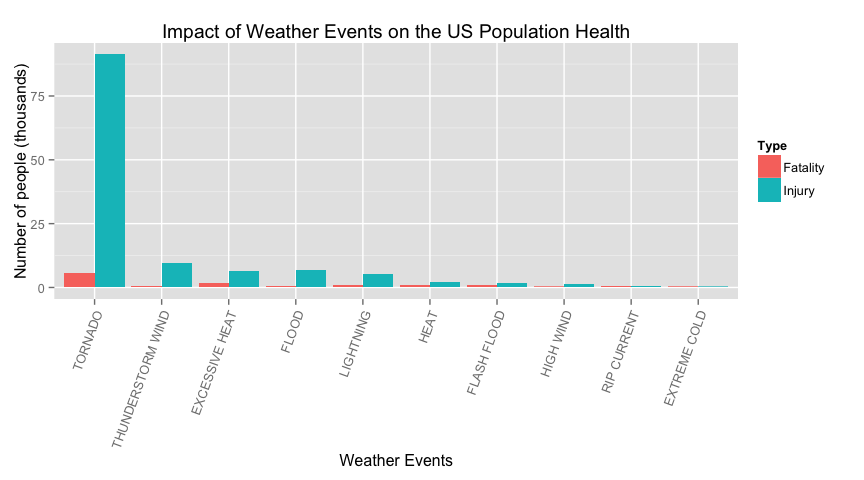 Impact of Weather Events on the US Population Health
Number of people (thousands)
75
50
25
0
TORNADO
THUNDERSTORM WIND
EXCESSIVE HEAT
FLOOD
LIGHTNING
HEAT
FLASH FLOOD
HIGH WIND
RIP CURRENT
EXTREME COLD
Weather Events
Type
Fatality
Injury